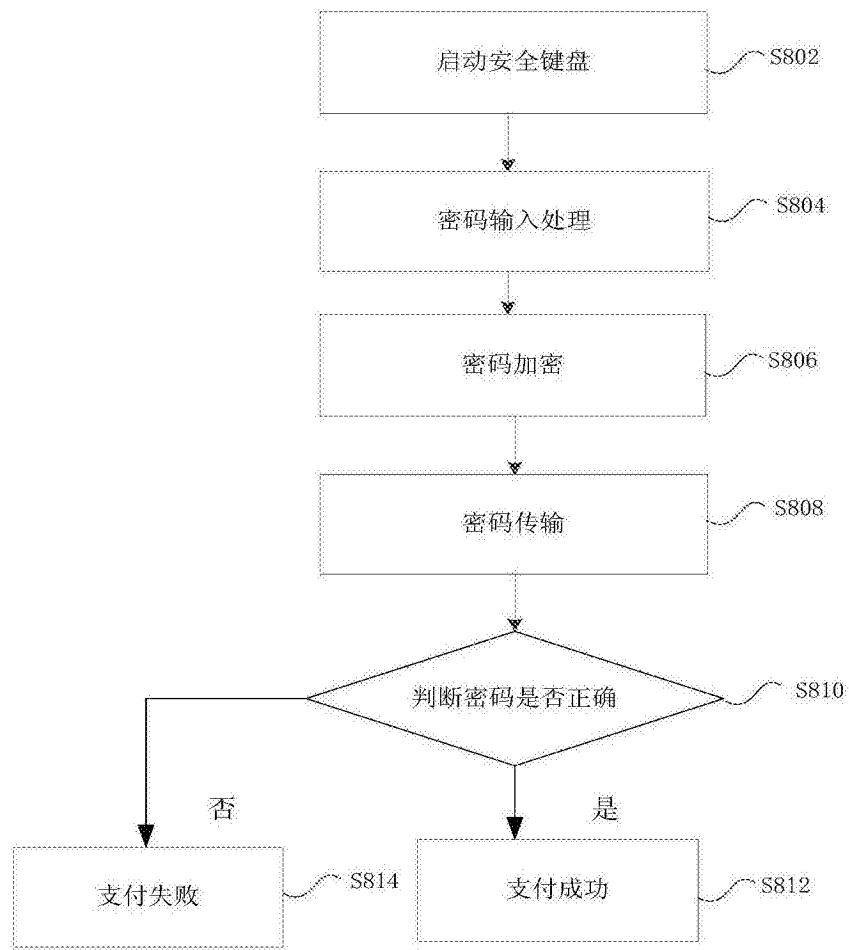 启动安全键盘
S802
密码输入处理
S804
密码加密
S806
密码传输
S808
判断密码是否正确
S810
否
是
支付失败
S814
支付成功
S812